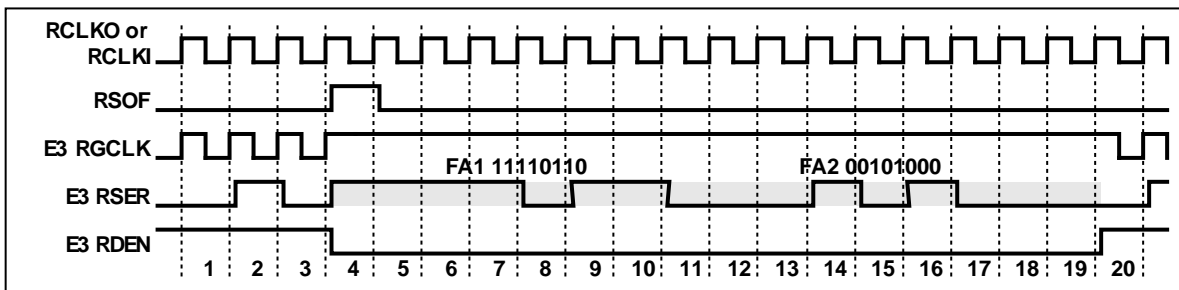 RCLKO or
RCLKI
RSOF
E3 RGCLK
FA1 11110110 FA2 00101000
E3 RSER
E3 RDEN
1 2 3 4 5 6 7 8 9 10 11 12 13 14 15 16 17 18 19 20